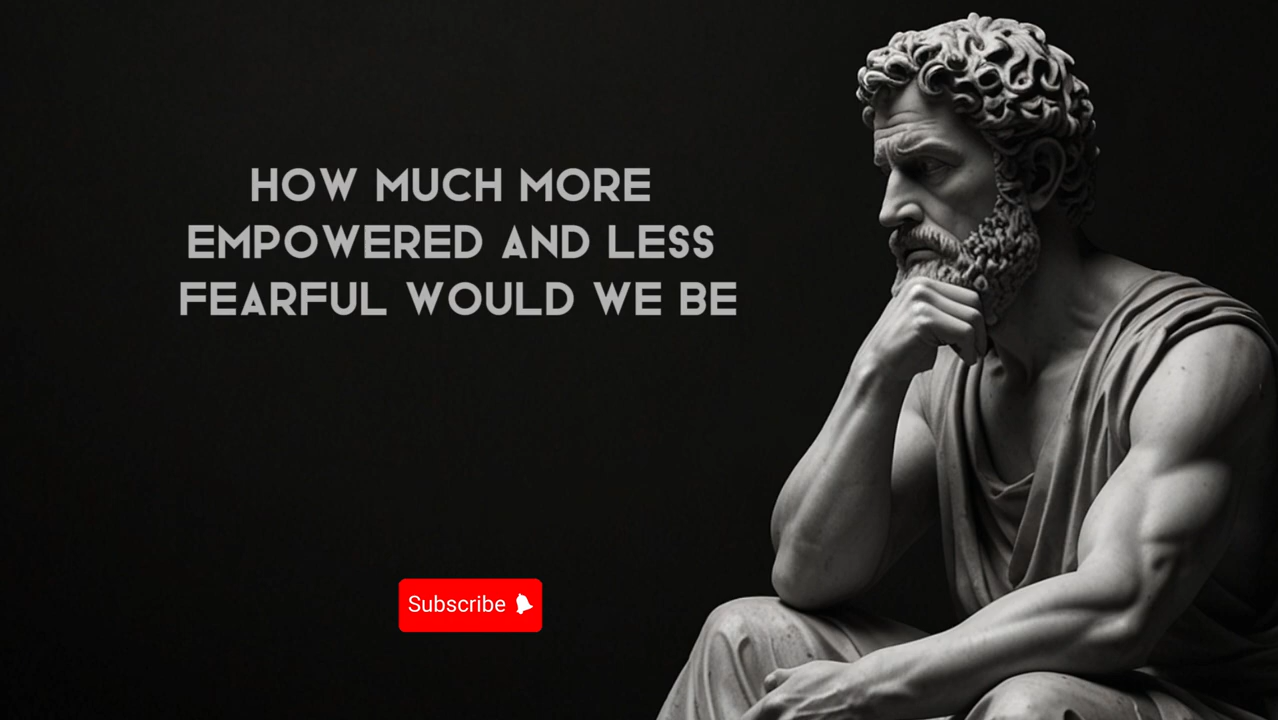 HOW MUCH MORE
EMPOWERED AND LESS
FEARFUL WOULD WE BE
Subscribe